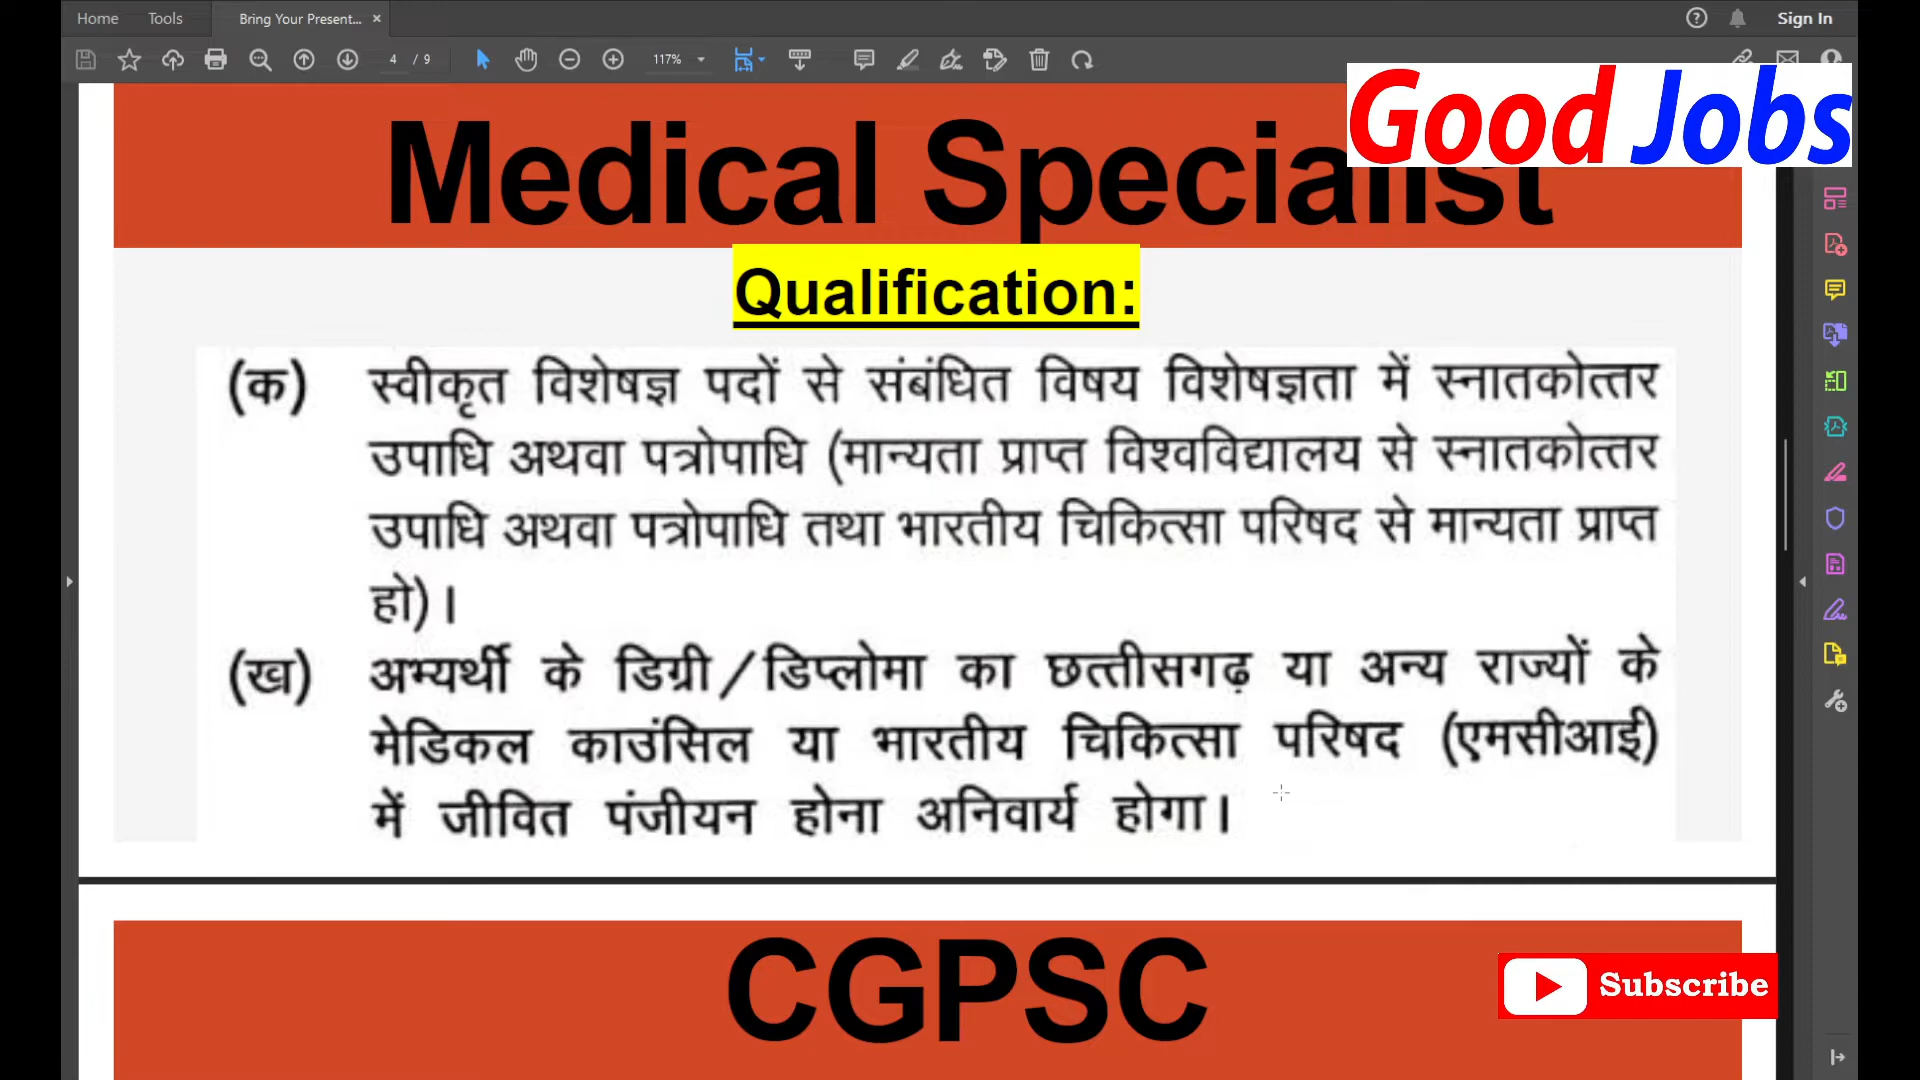 Home Tools Bring Your Present... × Sign In
4 / 9 117%
Good Jobs
Medical Specialist
Qualification:
(क) स्वीकृत विशेषज्ञ पदों से संबंधित विषय विशेषज्ञता में स्नातकोत्तर
उपाधि अथवा पत्रोपाधि (मान्यता प्राप्त विश्वविद्यालय से स्नातकोत्तर
उपाधि अथवा पत्रोपाधि तथा भारतीय चिकित्सा परिषद से मान्यता प्राप्त
हो)।
(ख) अभ्यर्थी के डिग्री/डिप्लोमा का छत्तीसगढ़ या अन्य राज्यों के
मेडिकल काउंसिल या भारतीय चिकित्सा परिषद (एमसीआई)
में जीवित पंजीयन होना अनिवार्य होगा।
CGPSC
Subscribe